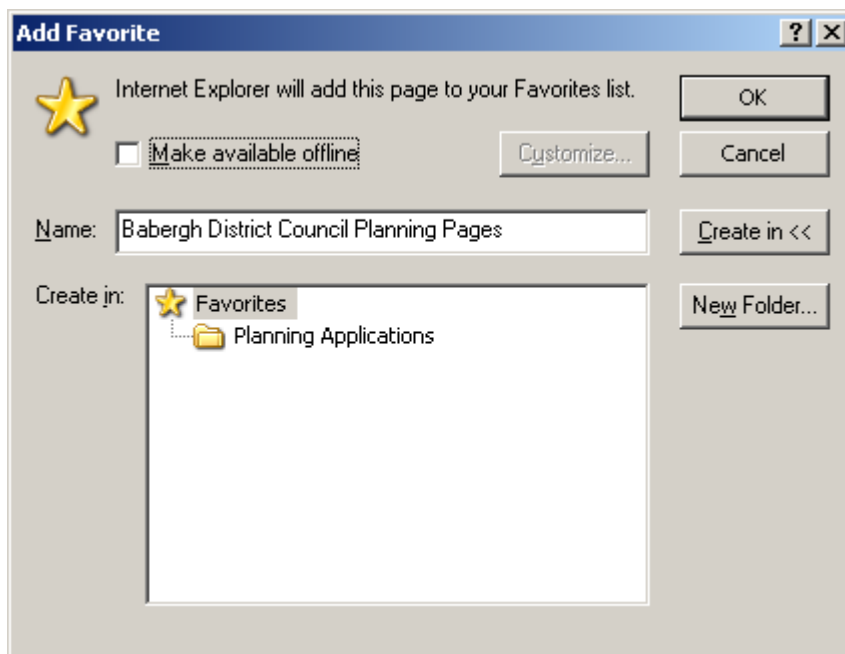 Add Favorite
Internet Explorer will add this page to your Favorites list.
OK
Make available offline
Customize...
Cancel
Name:
Babergh District Council Planning Pages
Create in <<
Create in:
Favorites
New Folder...
Planning Applications